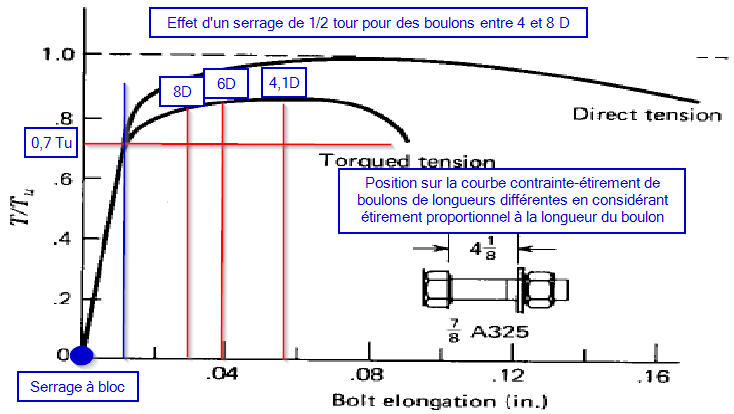 Effet d'un serrage de 1/2 tour pour des boulons entre 4 et 8 D
1.0
8D
6D
4,1D
.8
Direct tension
0,7 Tu
Torqued tension
.6
Position sur la courbe contrainte-étirement de
boulons de longueurs différentes en considérant
étirement proportionnel à la longueur du boulon
T/Tu
.4
4 1/8
.2
7/8 A325
0
Serrage à bloc
.04
.08
.12
.16
Bolt elongation (in.)